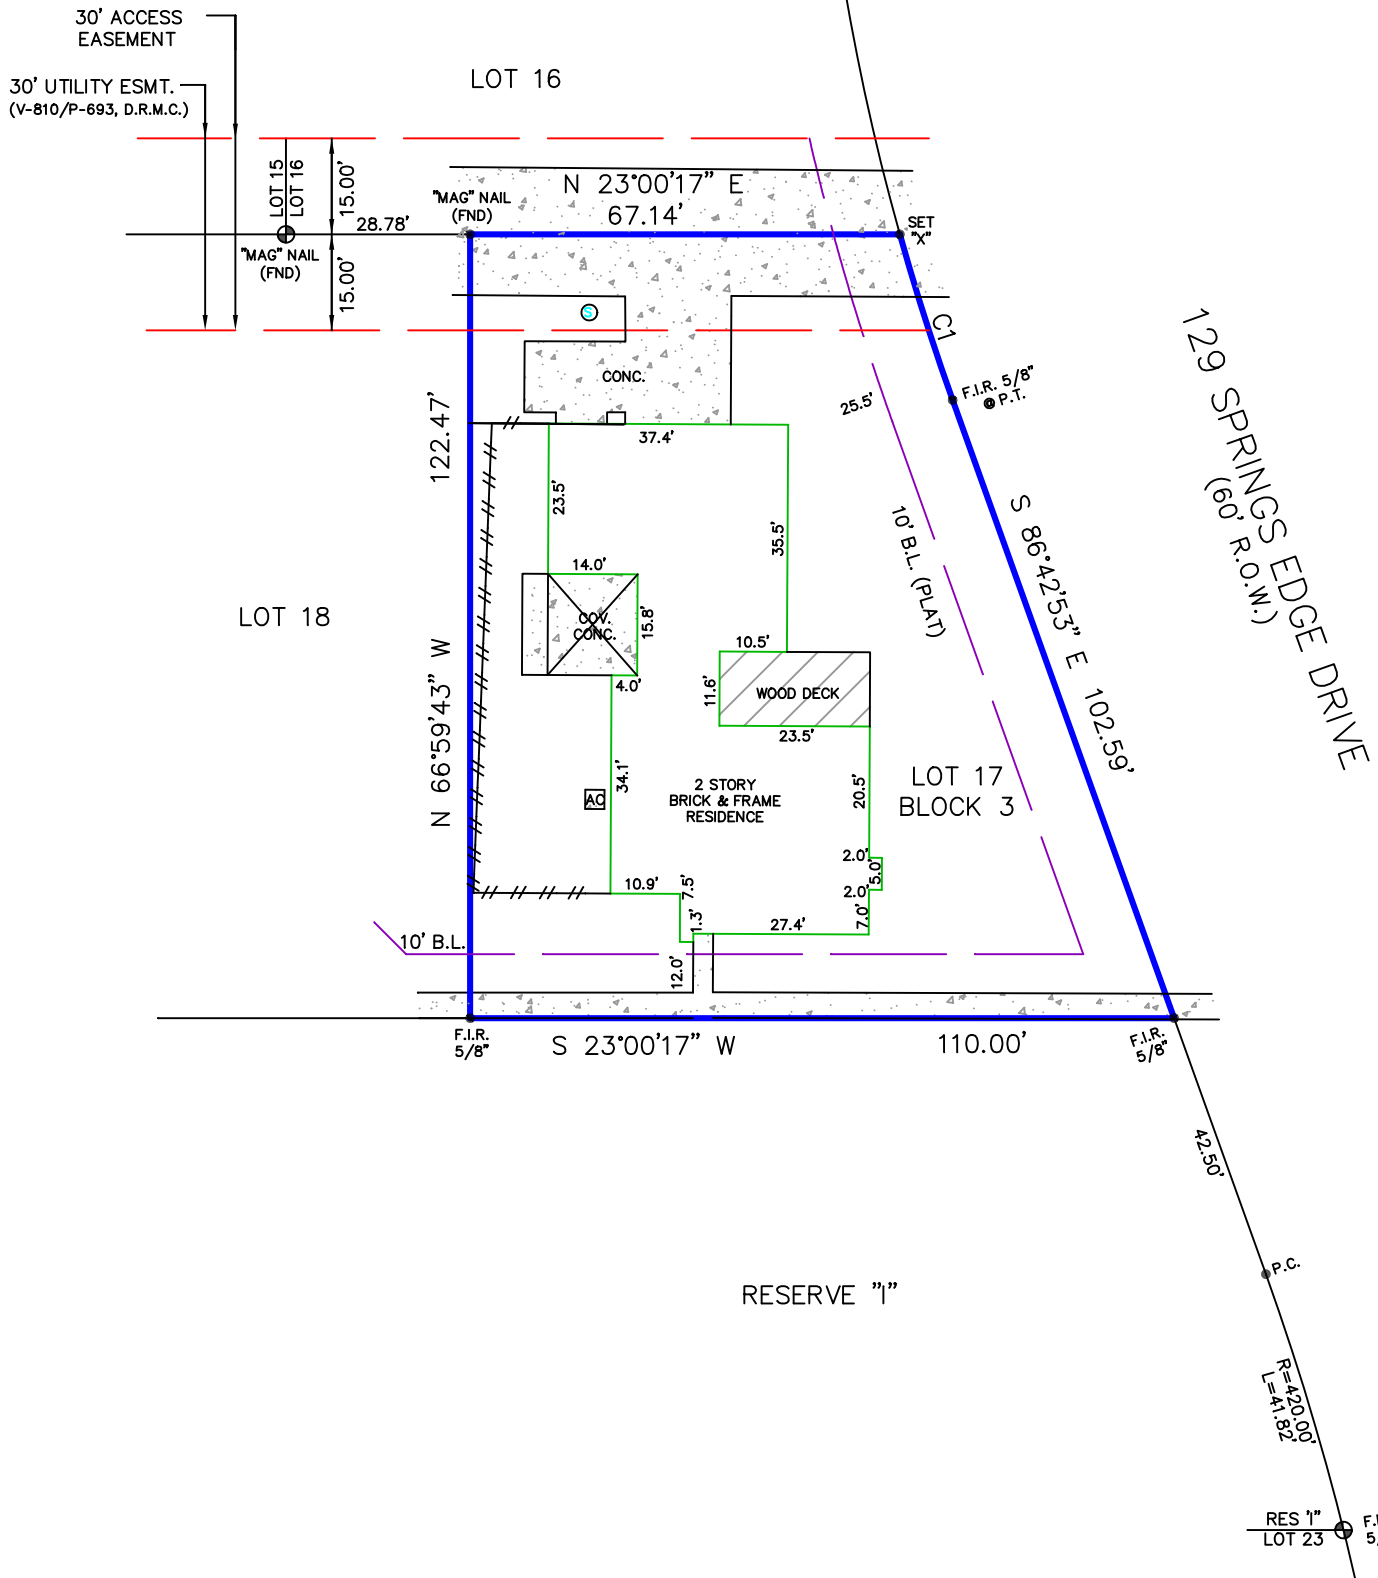 30' ACCESS
EASEMENT
30' UTILITY ESMT.
(V-810/P-693, D.R.M.C.)
LOT 16
LOT 15
LOT 16
15.00'
15.00'
28.78'
"MAG" NAIL
(FND)
"MAG" NAIL
(FND)
N 23°00'17" E
67.14'
SET
"X"
C1
F.I.R. 5/8"
@ P.T.
129 SPRINGS EDGE DRIVE
(60' R.O.W.)
S
CONC.
25.5'
122.47'
N 66°59'43" W
37.4'
23.5'
35.5'
10' B.L. (PLAT)
S 86°42'53" E 102.59'
14.0'
COV.
CONC.
15.8'
4.0'
LOT 18
10.5'
11.6'
WOOD DECK
23.5'
34.1'
AC
2 STORY
BRICK & FRAME
RESIDENCE
20.5'
LOT 17
BLOCK 3
2.0'
5.0'
2.0'
7.0'
10.9'
7.5'
1.3'
27.4'
10' B.L.
12.0'
F.I.R.
5/8"
S 23°00'17" W
110.00'
F.I.R.
5/8"
42.50'
P.C.
RESERVE "I"
R=420.00'
L=41.82'
RES "I"
LOT 23